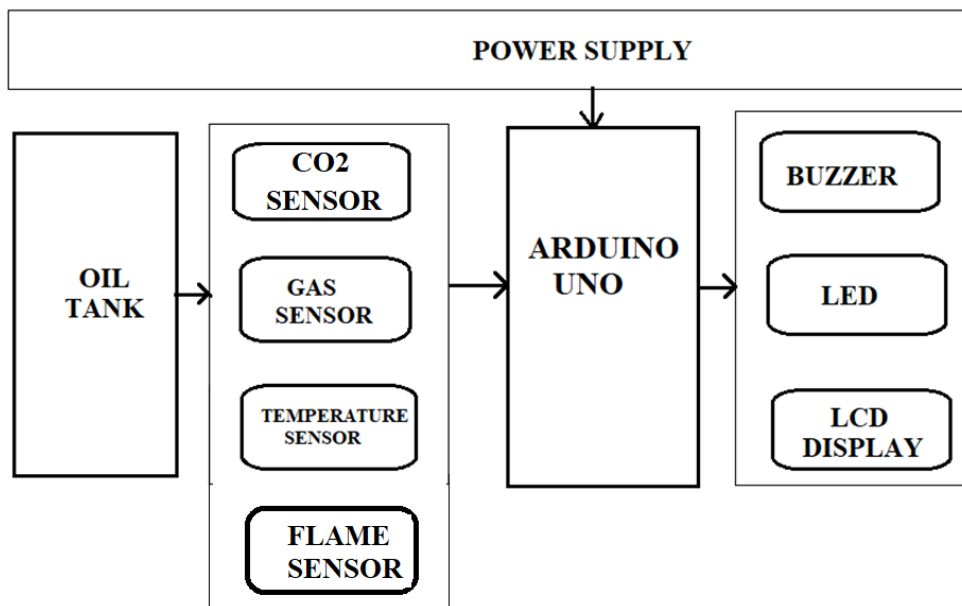 POWER SUPPLY
OIL
TANK
CO2
SENSOR
GAS
SENSOR
TEMPERATURE
SENSOR
FLAME
SENSOR
ARDUINO
UNO
BUZZER
LED
LCD
DISPLAY